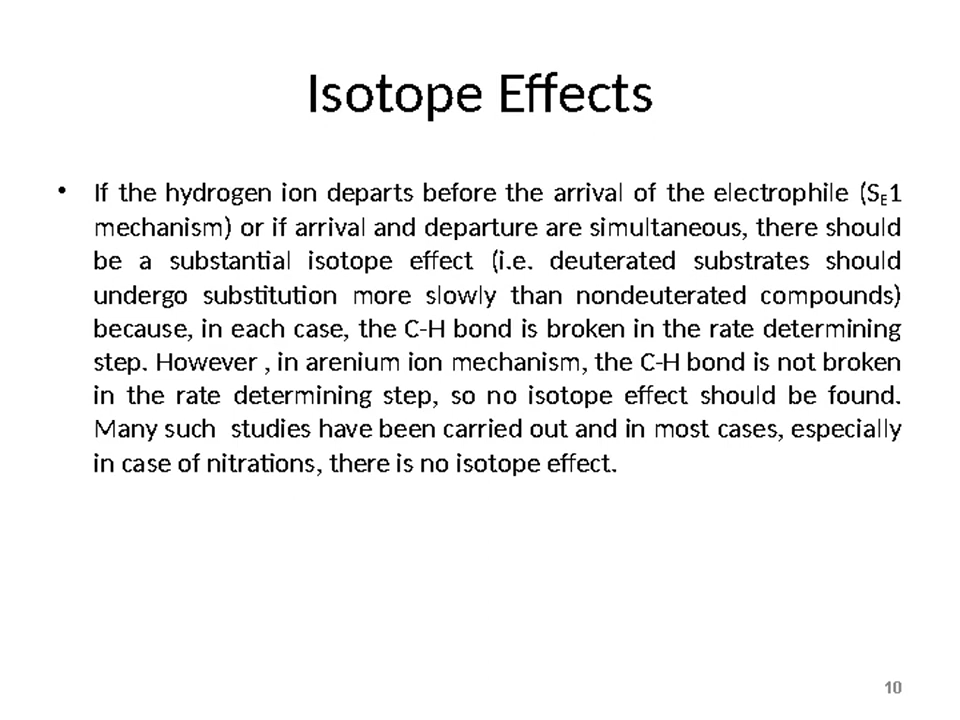 Isotope Effects
• If the hydrogen ion departs before the arrival of the electrophile (SE1
mechanism) or if arrival and departure are simultaneous, there should
be a substantial isotope effect (i.e. deuterated substrates should
undergo substitution more slowly than nondeuterated compounds)
because, in each case, the C-H bond is broken in the rate determining
step. However , in arenium ion mechanism, the C-H bond is not broken
in the rate determining step, so no isotope effect should be found.
Many such  studies have been carried out and in most cases, especially
in case of nitrations, there is no isotope effect.
10